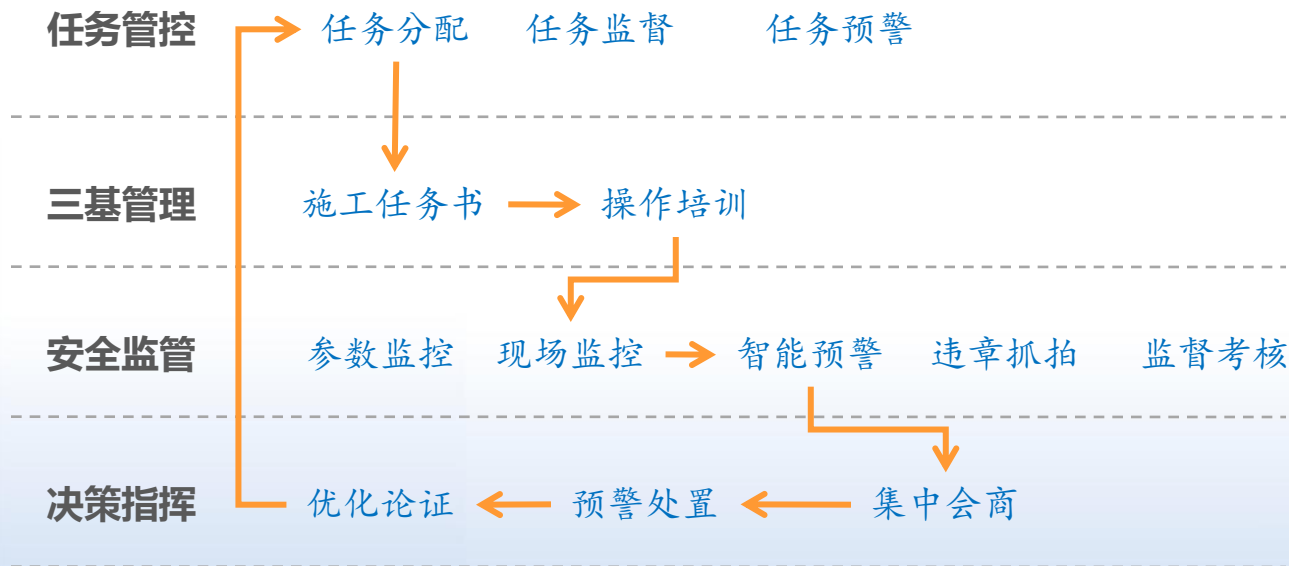 任务管控 任务分配 任务监督 任务预警
三基管理 施工任务书 操作培训
安全监管 参数监控 现场监控 智能预警 违章抓拍 监督考核
决策指挥 优化论证 预警处置 集中会商